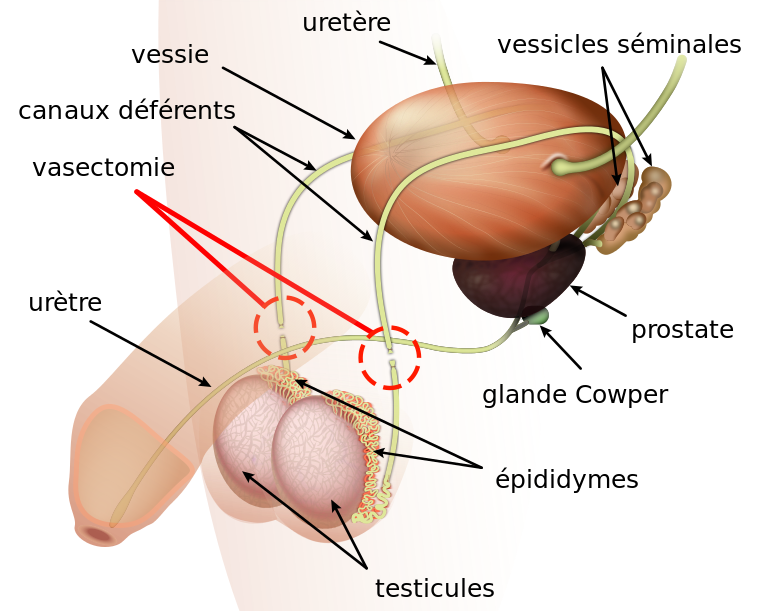 uretère
vessie
vessicles séminales
canaux déférents
vasectomie
urètre
prostate
glande Cowper
épididymes
testicules